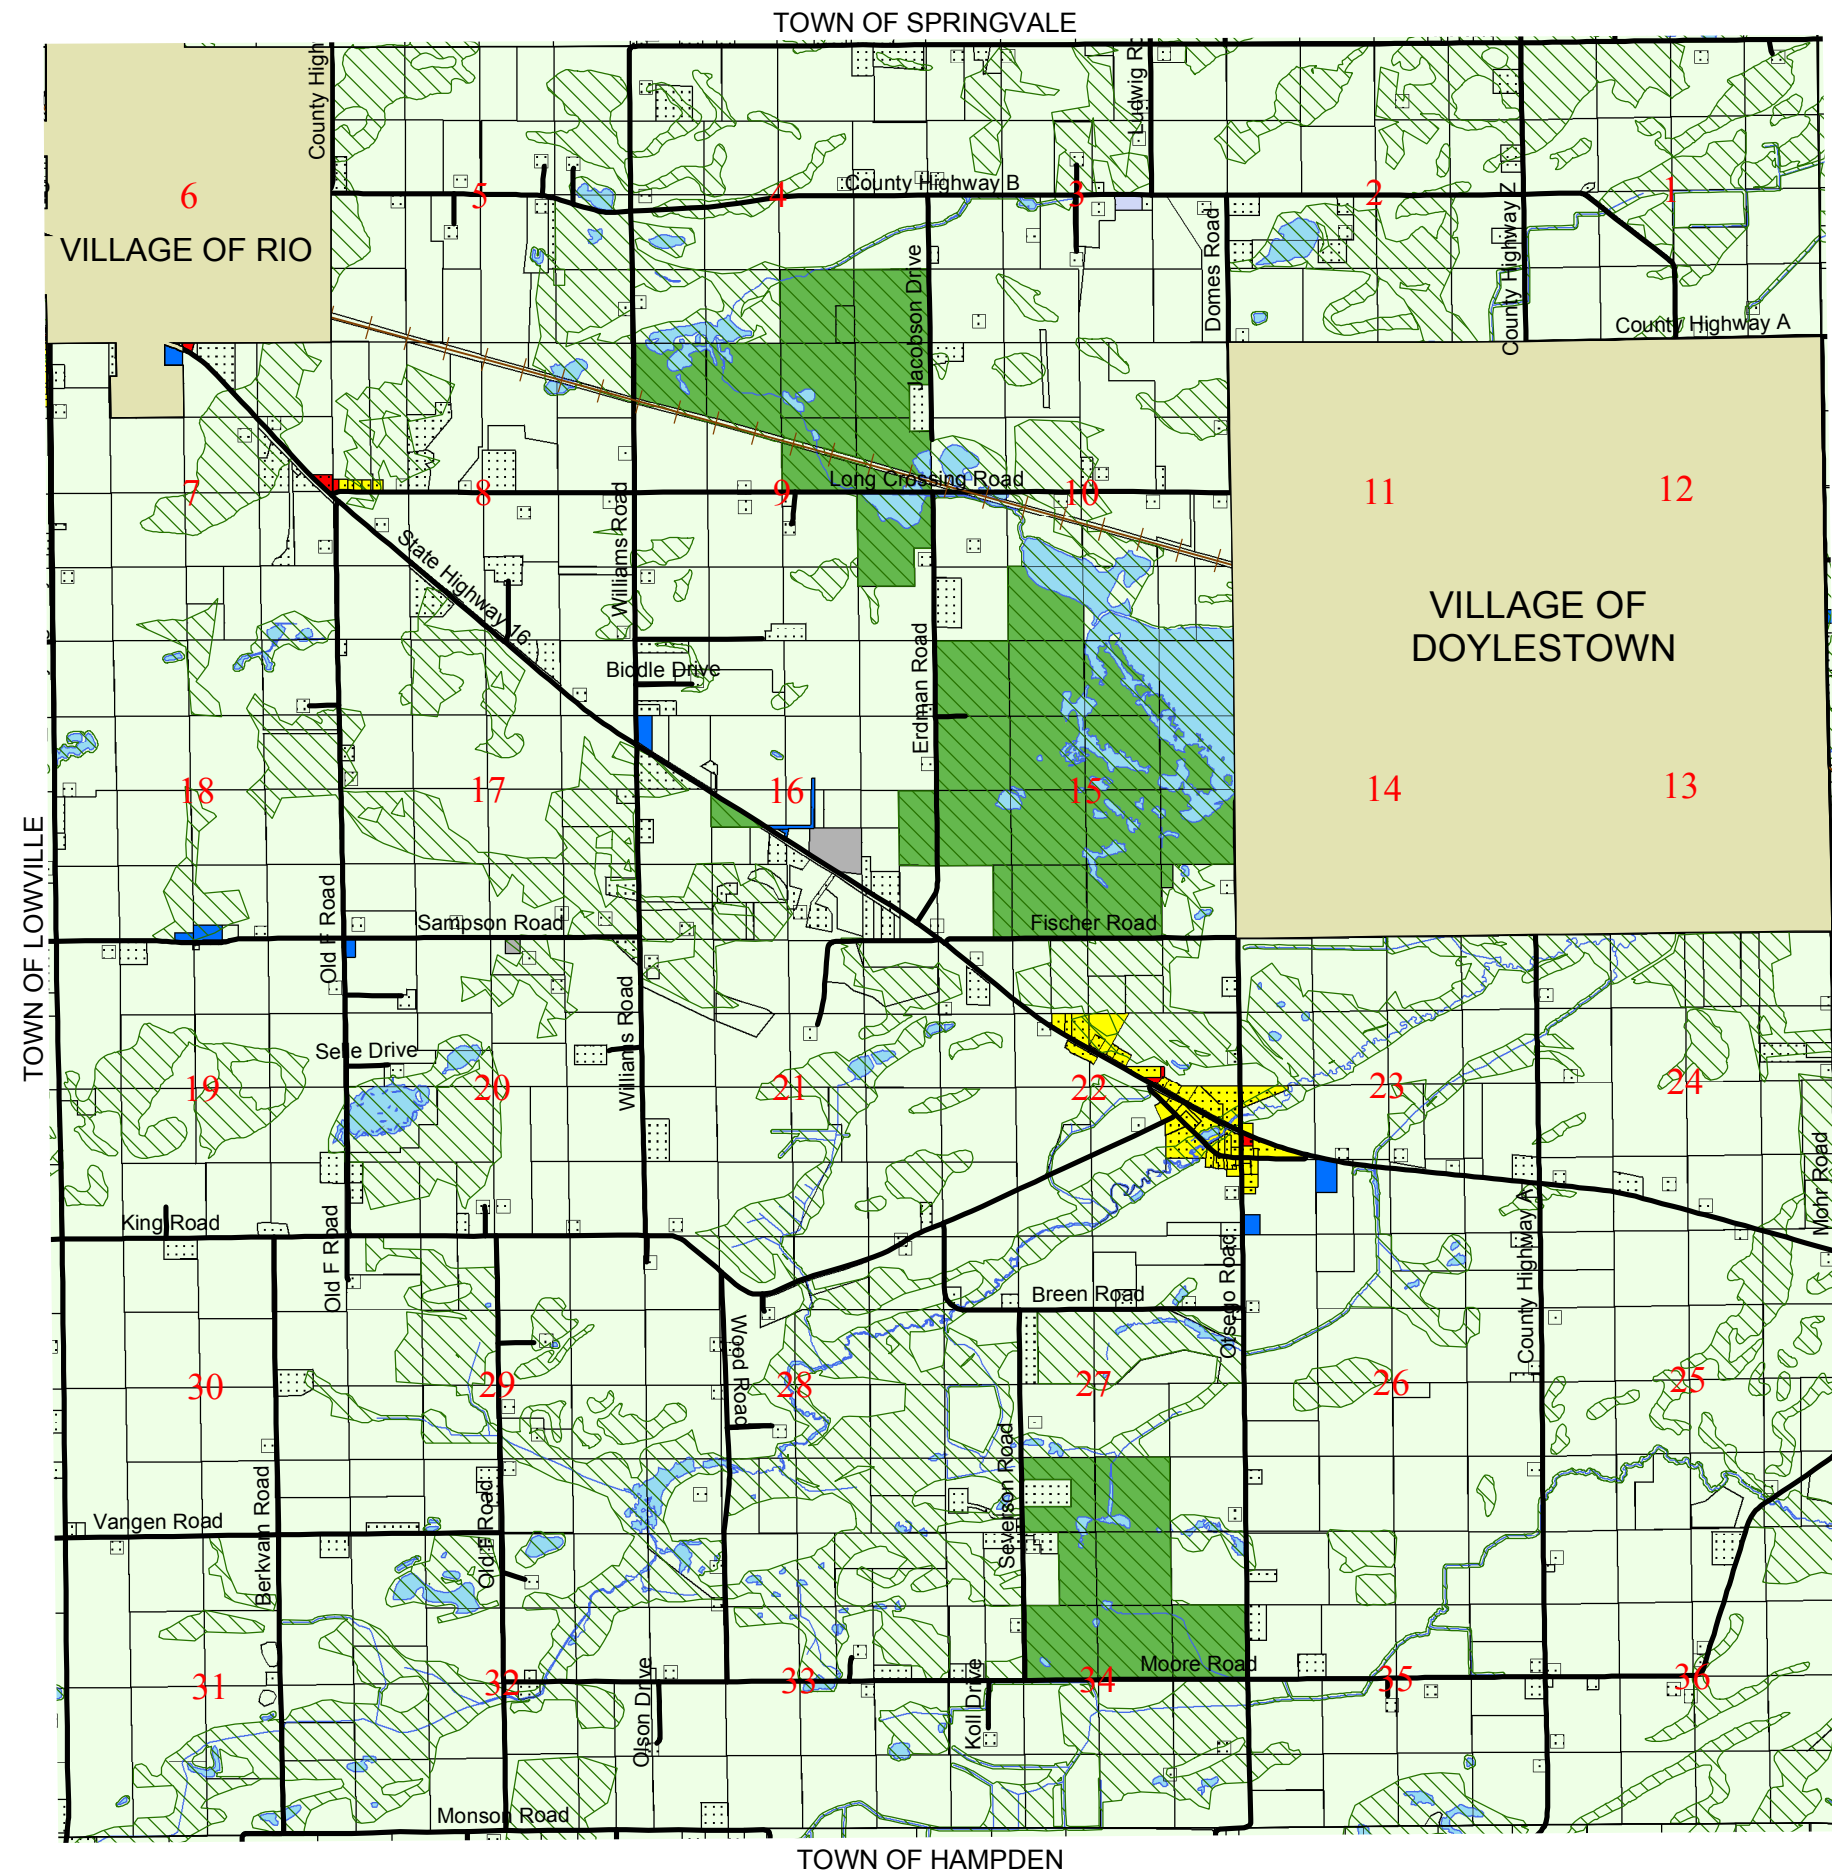 TOWN OF SPRINGVALE
County High
Ludwig R
6
5
4
County Highway B
3
2
1
VILLAGE OF RIO
Domes Road
County Highway Z
Jacobson Drive
County Highway A
7
8
9
Long Crossing Road
10
11
12
State Highway 16
Williams Road
VILLAGE OF
DOYLESTOWN
Biddle Drive
Erdman Road
18
17
16
15
14
13
TOWN OF LOWVILLE
Old F Road
Sampson Road
Fischer Road
Williams Road
Selle Drive
19
20
21
22
23
24
Mohr Road
King Road
Old F Road
Otsego Road
County Highway A
Breen Road
Wood Road
30
29
28
27
26
25
Severson Road
Vangen Road
Berkvam Road
Old F Road
31
32
33
34
35
36
Moore Road
Olson Drive
Koll Drive
Monson Road
TOWN OF HAMPDEN